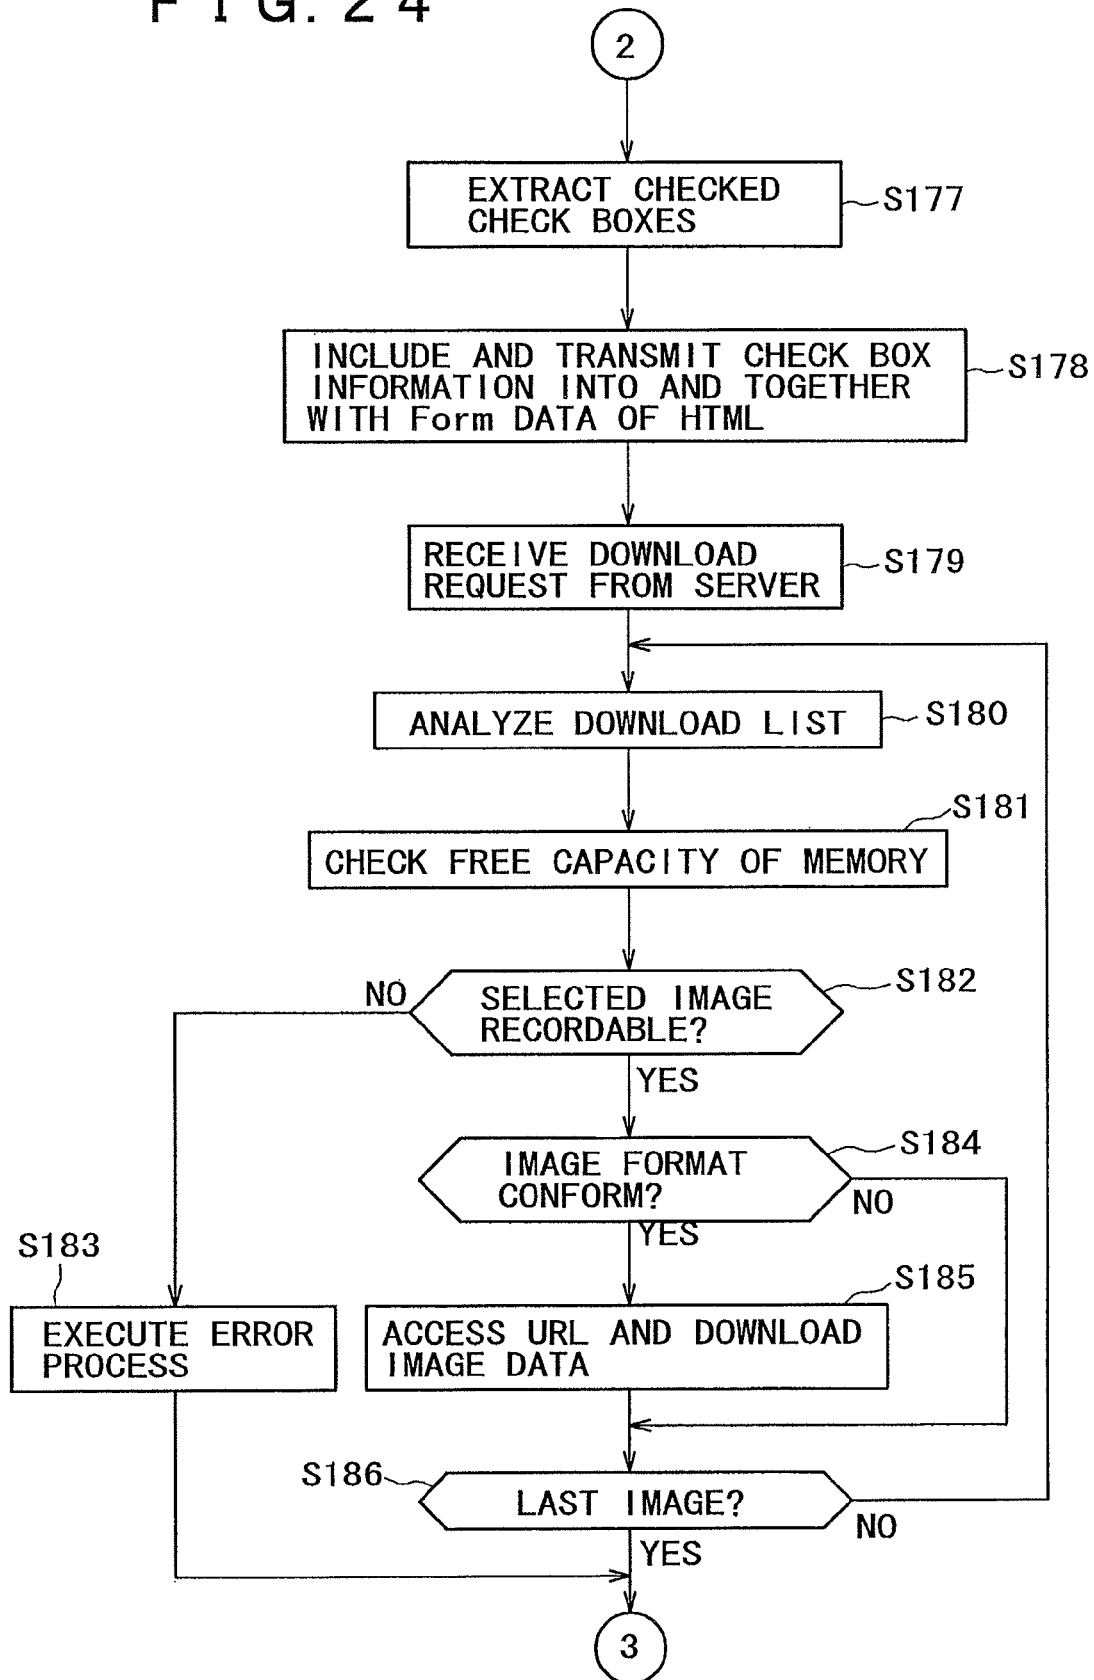 FIG. 24
2
EXTRACT CHECKED
CHECK BOXES
S177
INCLUDE AND TRANSMIT CHECK BOX
INFORMATION INTO AND TOGETHER
WITH Form DATA OF HTML
S178
RECEIVE DOWNLOAD
REQUEST FROM SERVER
S179
ANALYZE DOWNLOAD LIST
S180
S181
CHECK FREE CAPACITY OF MEMORY
S182
NO
SELECTED IMAGE
RECORDABLE?
YES
S184
IMAGE FORMAT
CONFORM?
NO
YES
S183
EXECUTE ERROR
PROCESS
S185
ACCESS URL AND DOWNLOAD
IMAGE DATA
S186
LAST IMAGE?
NO
YES
3